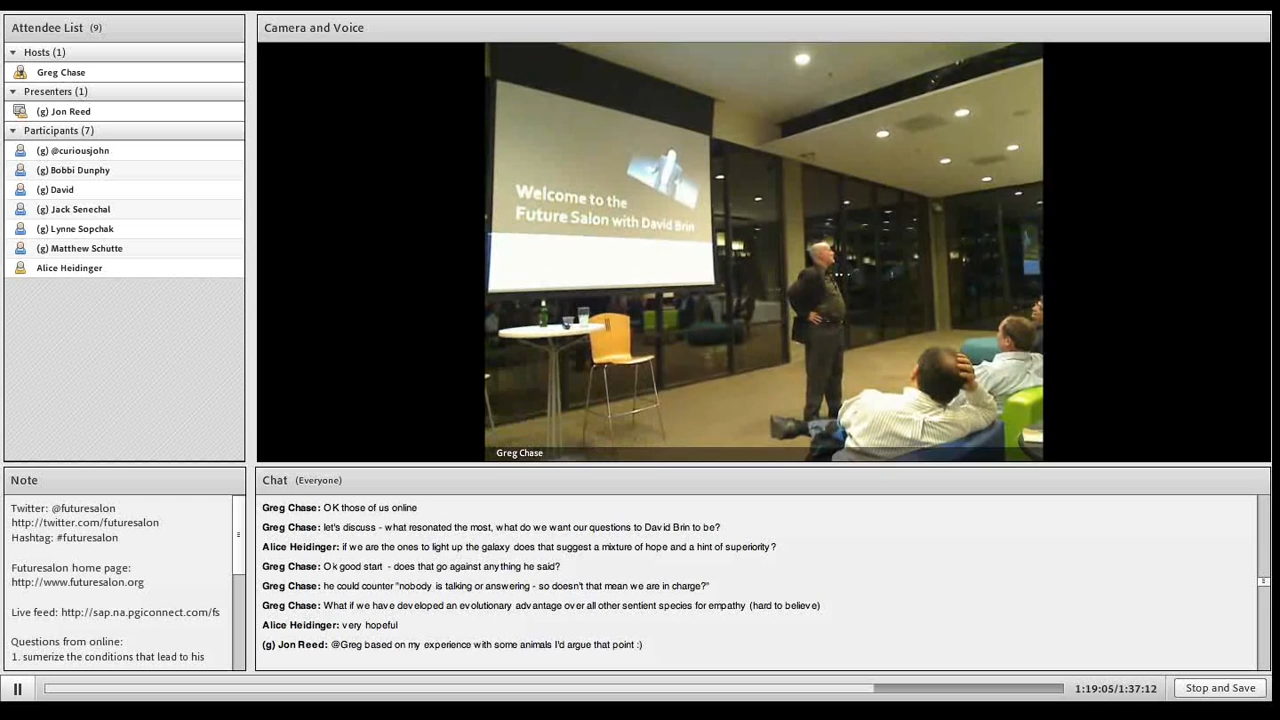 Attendee List (9)
Hosts (1)
Greg Chase
Presenters (1)
(g) Jon Reed
Participants (7)
(g) @curiousjohn
(g) Bobbi Dunphy
(g) David
(g) Jack Senechal
(g) Lynne Sopchak
(g) Matthew Schutte
Alice Heidinger
Camera and Voice
Welcome to the
Future Salon with David Brin
Greg Chase
Note
Twitter: @futuresalon
http://twitter.com/futuresalon
Hashtag: #futuresalon
Futuresalon home page:
http://www.futuresalon.org
Live feed: http://sap.na.pgiconnect.com/fs
Questions from online:
1. sumerize the conditions that lead to his
Chat (Everyone)
Greg Chase: OK those of us online
Greg Chase: let's discuss - what resonated the most, what do we want our questions to David Brin to be?
Alice Heidinger: if we are the ones to light up the galaxy does that suggest a mixture of hope and a hint of superiority?
Greg Chase: Ok good start - does that go against anything he said?
Greg Chase: he could counter "nobody is talking or answering - so doesn't that mean we are in charge?"
Greg Chase: What if we have developed an evolutionary advantage over all other sentient species for empathy (hard to believe)
Alice Heidinger: very hopeful
(g) Jon Reed: @Greg based on my experience with some animals I'd argue that point :)
1:19:05/1:37:12
Stop and Save